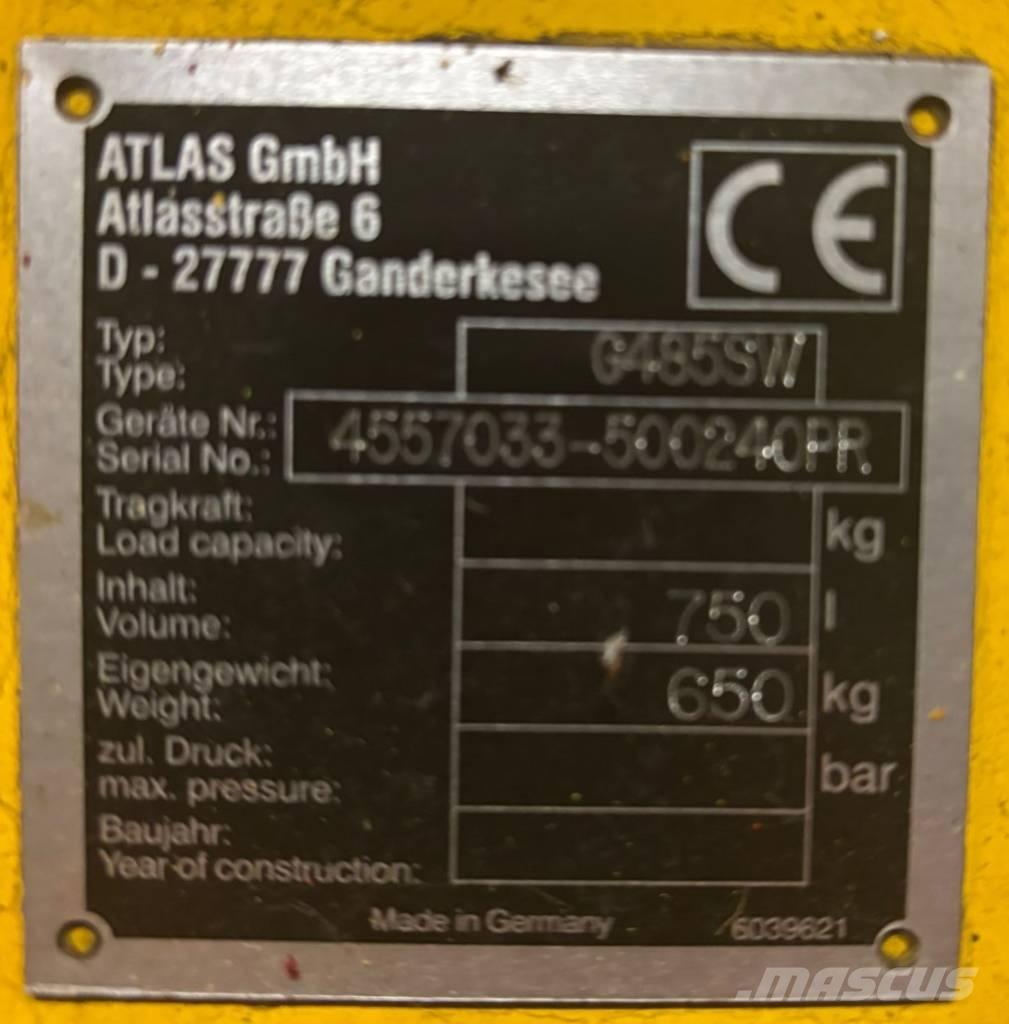 ATLAS GmbH
Atlasstraße 6
D - 27777 Ganderkesee
CE
Typ:
Type:
G485SW
Geräte Nr.:
Serial No.:
4557033-500240PR
Tragkraft:
Load capacity:
kg
Inhalt:
Volume:
750 l
Eigengewicht:
Weight:
650 kg
zul. Druck:
max. pressure:
bar
Baujahr:
Year of construction:
Made in Germany 6039621
MASCUS